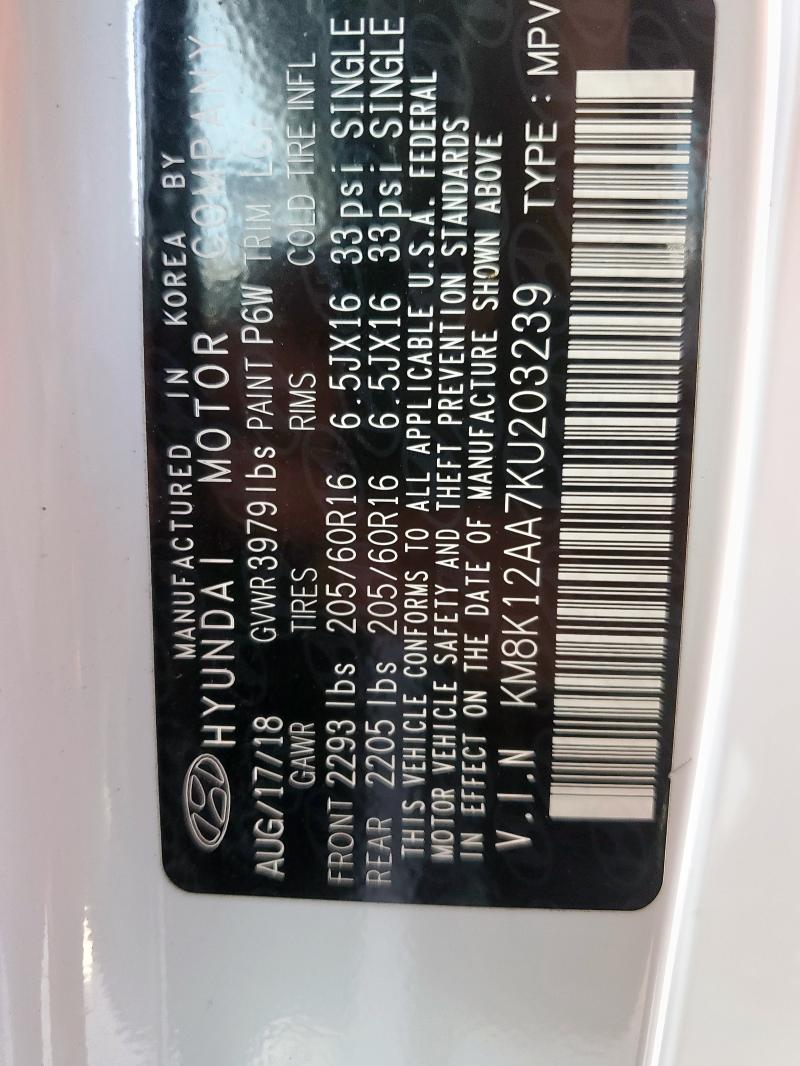 MANUFACTURED IN KOREA BY
HYUNDAI MOTOR COMPANY
AUG/17/18 GVWR 3979 lbs PAINT P6W TRIM
GAWR TIRES RIMS COLD TIRE INFL
FRONT 2293 lbs 205/60R16 6.5JX16 33psi SINGLE
REAR 2205 lbs 205/60R16 6.5JX16 33psi SINGLE
THIS VEHICLE CONFORMS TO ALL APPLICABLE U.S.A. FEDERAL
MOTOR VEHICLE SAFETY AND THEFT PREVENTION STANDARDS
IN EFFECT ON THE DATE OF MANUFACTURE SHOWN ABOVE
V.I.N KM8K12AA7KU203239 TYPE : MPV